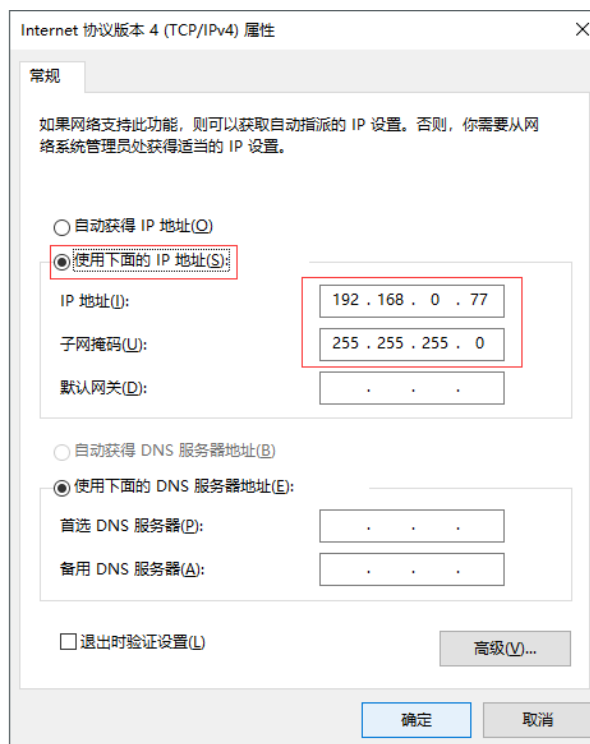 Internet 协议版本 4 (TCP/IPv4) 属性
常规
如果网络支持此功能，则可以获取自动指派的 IP 设置。否则，你需要从网
络系统管理员处获得适当的 IP 设置。
自动获得 IP 地址(O)
使用下面的 IP 地址(S):
IP 地址(I): 192 . 168 . 0 . 77
子网掩码(U): 255 . 255 . 255 . 0
默认网关(D): . . .
自动获得 DNS 服务器地址(B)
使用下面的 DNS 服务器地址(E):
首选 DNS 服务器(P): . . .
备用 DNS 服务器(A): . . .
退出时验证设置(L)
高级(V)...
确定 取消